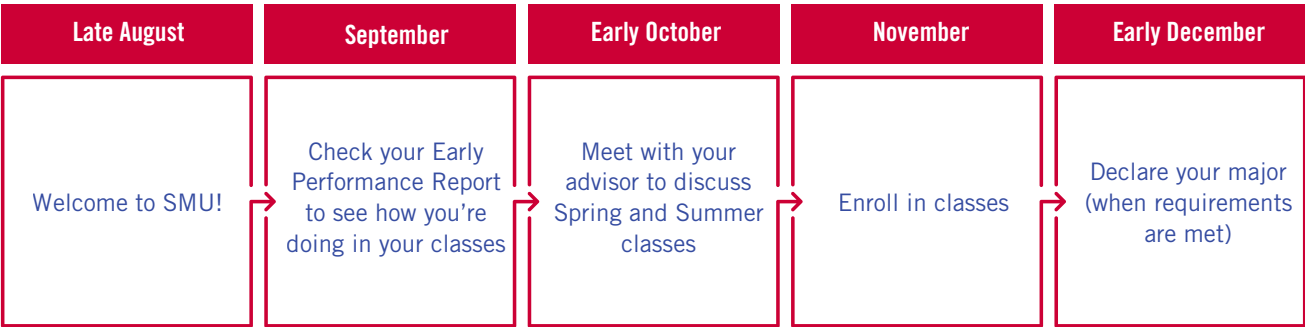 Late August
September
Early October
November
Early December
Welcome to SMU!
Check your Early
Performance Report
to see how you're
doing in your classes
Meet with your
advisor to discuss
Spring and Summer
classes
Enroll in classes
Declare your major
(when requirements
are met)